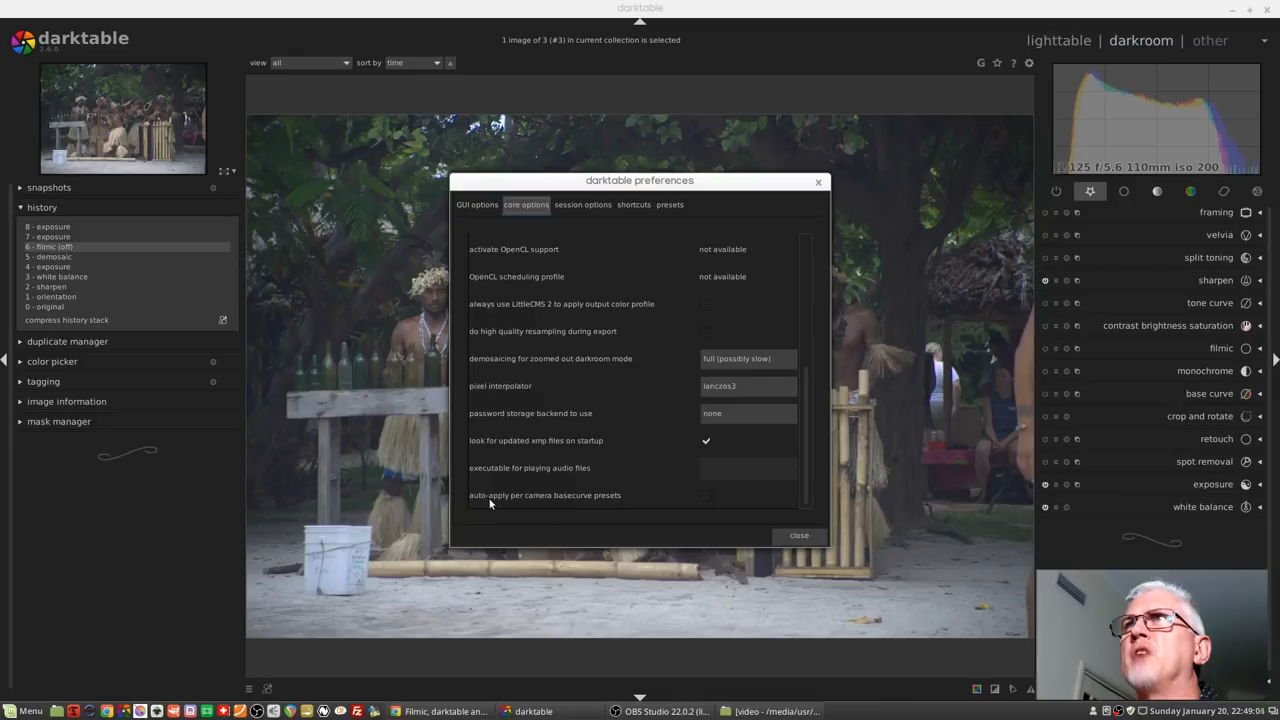 darktable
darktable
2.6.0
1 image of 3 (#3) in current collection is selected
lighttable | darkroom | other
view all sort by time
G ?
1/125 f/5.6 110mm iso 200
snapshots
history
8 - exposure
7 - exposure
6 - filmic (off)
5 - demosaic
4 - exposure
3 - white balance
2 - sharpen
1 - orientation
0 - original
compress history stack
duplicate manager
color picker
tagging
image information
mask manager
darktable preferences
x
GUI options core options session options shortcuts presets
activate OpenCL support not available
OpenCL scheduling profile not available
always use LittleCMS 2 to apply output color profile
do high quality resampling during export
demosaicing for zoomed out darkroom mode full (possibly slow)
pixel interpolator lanczos3
password storage backend to use none
look for updated xmp files on startup
executable for playing audio files
auto-apply per camera basecurve presets
close
framing
velvia
split toning
sharpen
tone curve
contrast brightness saturation
filmic
monochrome
base curve
crop and rotate
retouch
spot removal
exposure
white balance
Menu Filmic, darktable an... darktable OBS Studio 22.0.2 (li... [video - /media/usr/... Sunday January 20, 22:49:06